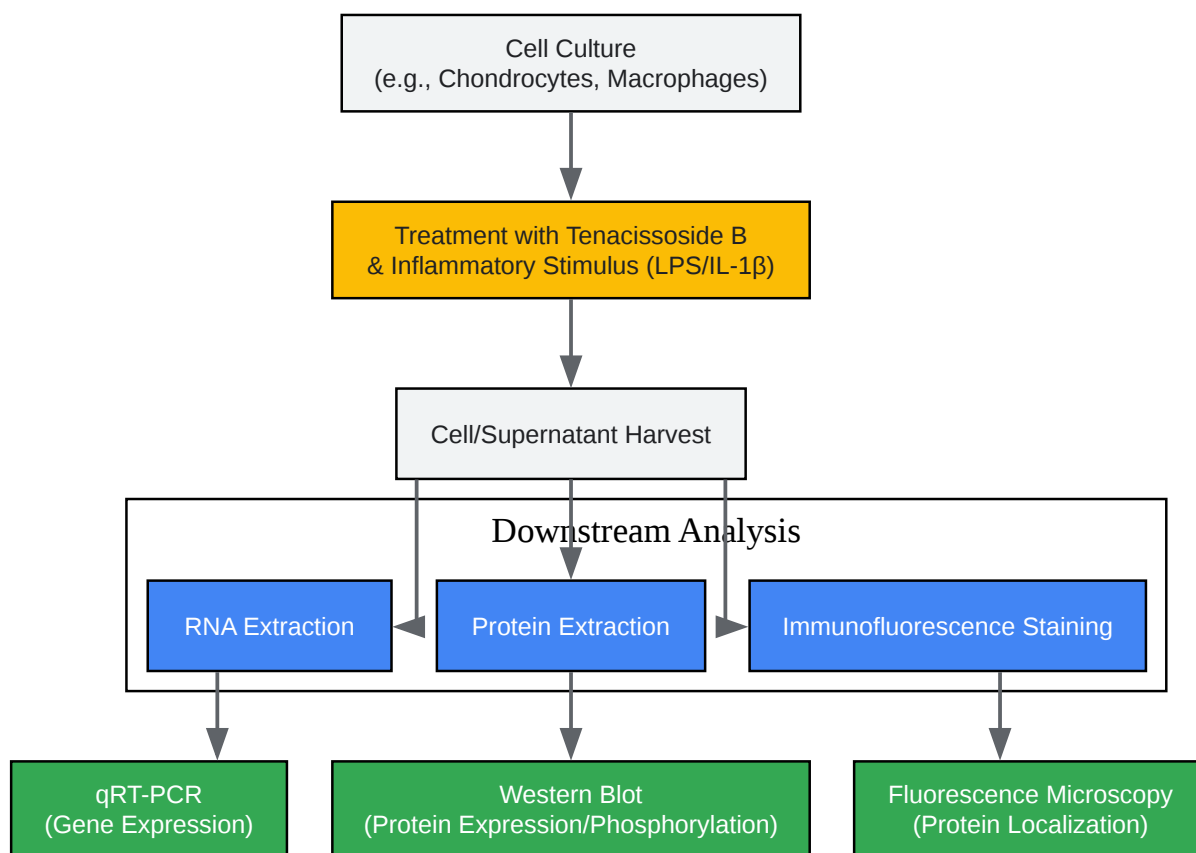 Cell Culture
(e.g., Chondrocytes, Macrophages)
Treatment with Tenacissoside B
& Inflammatory Stimulus (LPS/IL-1β)
Cell/Supernatant Harvest
Downstream Analysis
RNA Extraction
Protein Extraction
Immunofluorescence Staining
qRT-PCR
(Gene Expression)
Western Blot
(Protein Expression/Phosphorylation)
Fluorescence Microscopy
(Protein Localization)